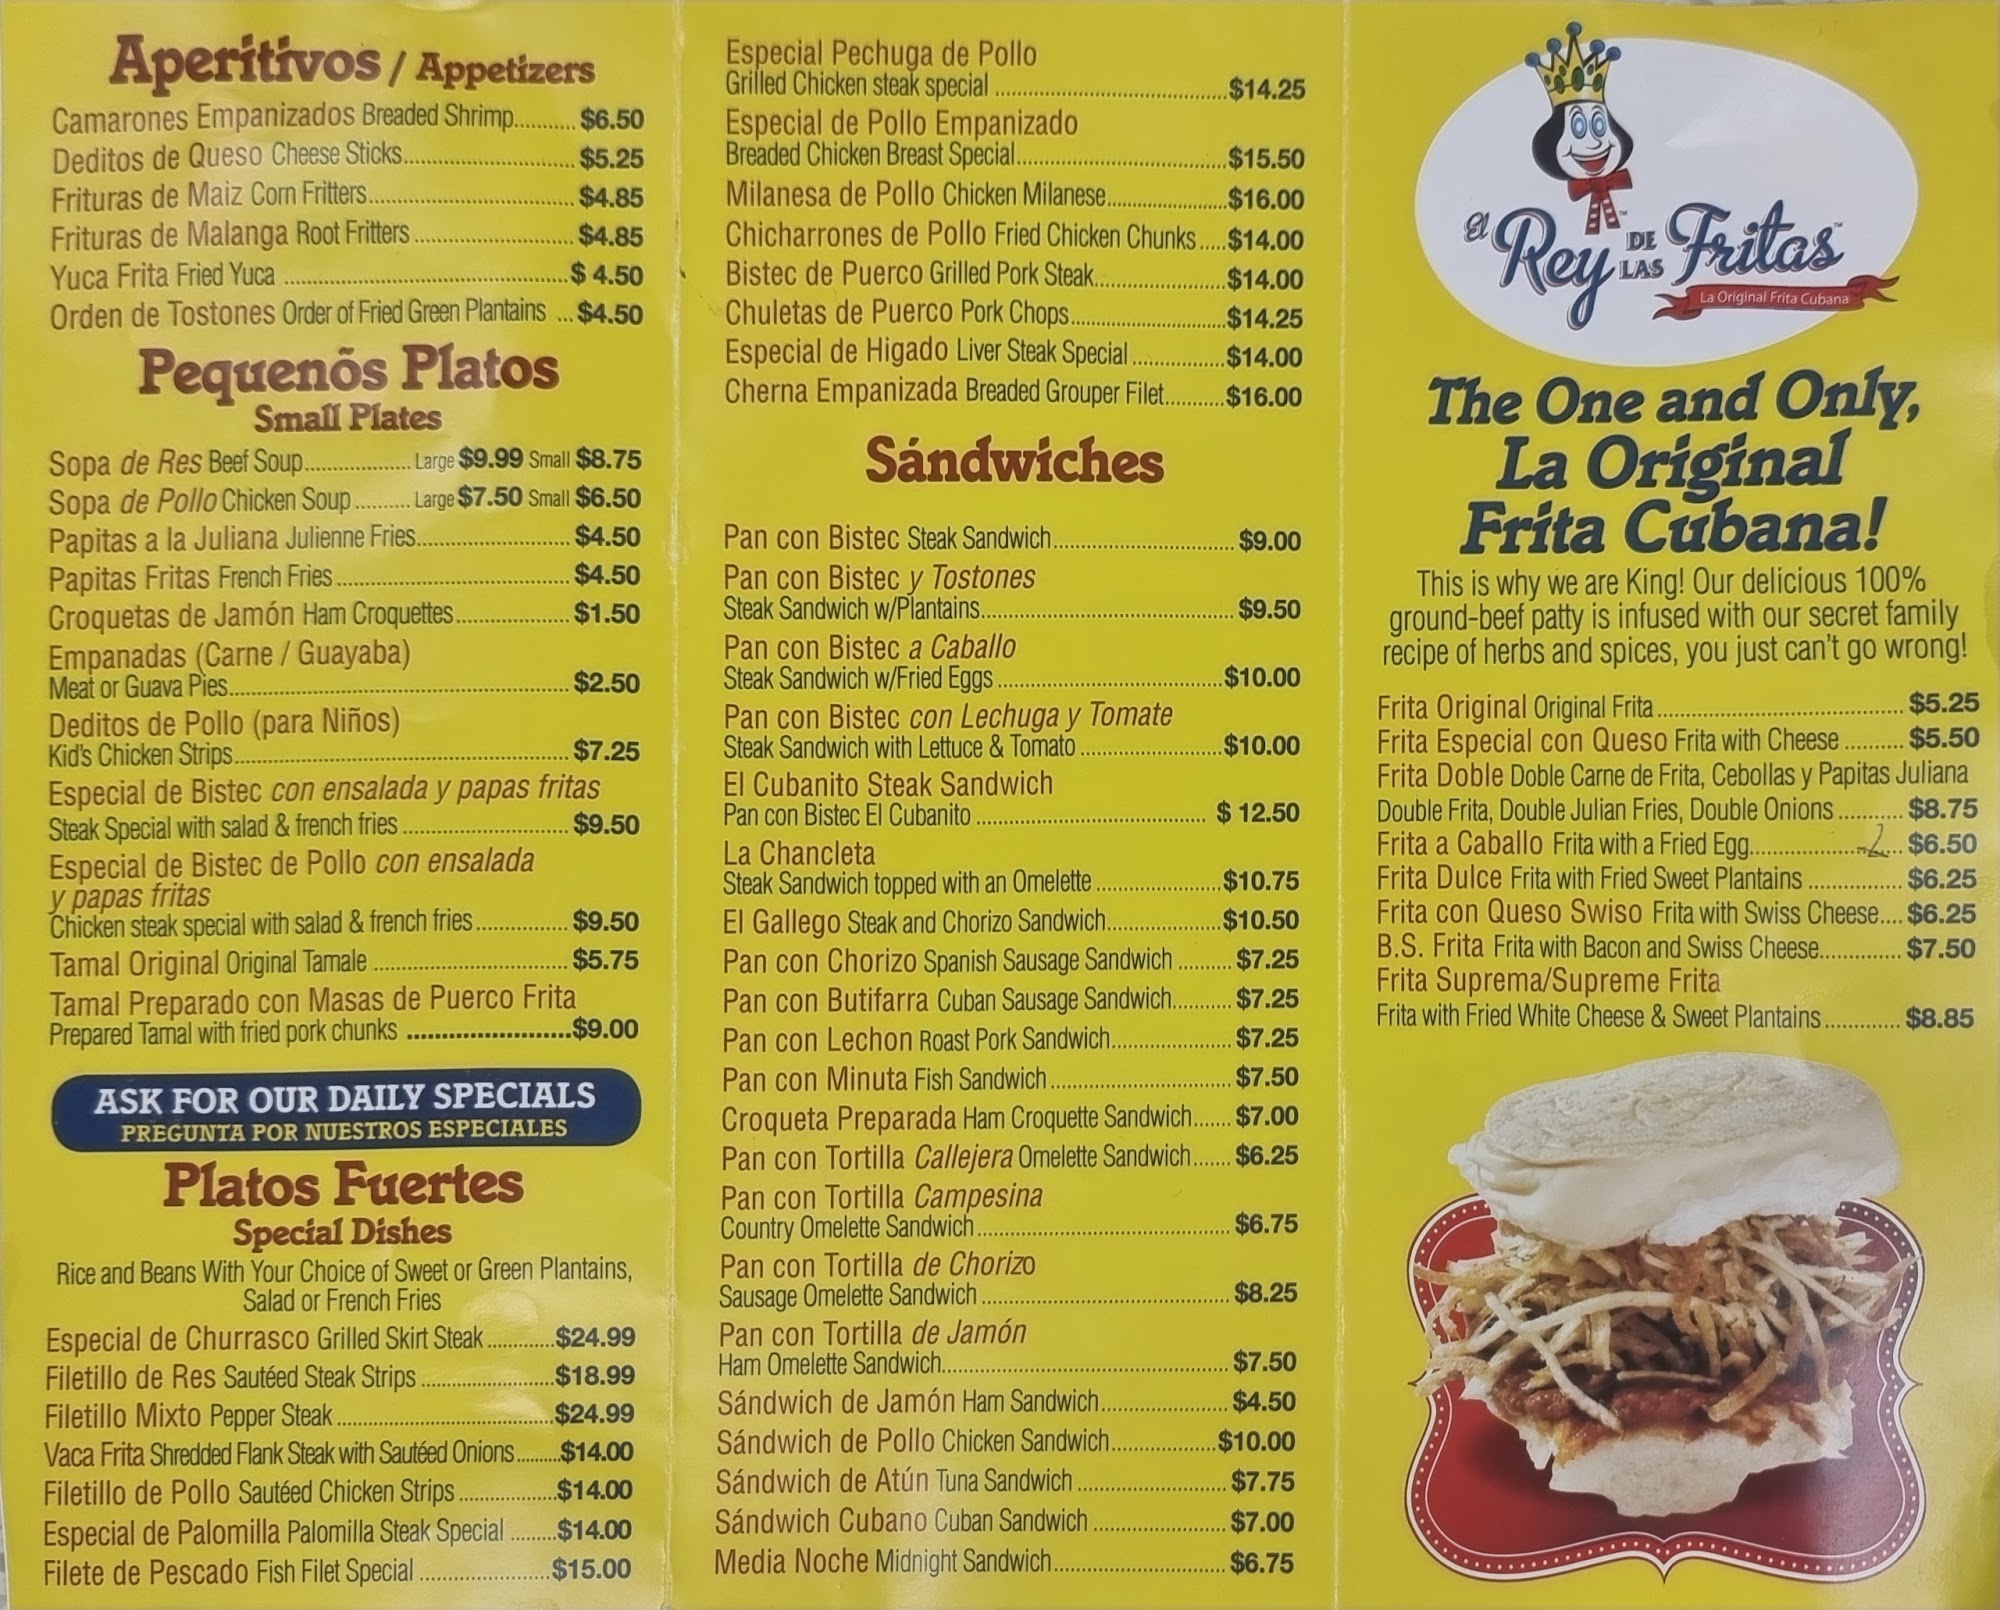 Aperitivos / Appetizers
Camarones Empanizados Breaded Shrimp........... $6.50
Deditos de Queso Cheese Sticks............................. $5.25
Frituras de Maiz Corn Fritters.................................. $4.85
Frituras de Malanga Root Fritters .......................... $4.85
Yuca Frita Fried Yuca .............................................. $ 4.50
Orden de Tostones Order of Fried Green Plantains ... $4.50
Pequenõs Platos
Small Plates
Sopa de Res Beef Soup.................. Large $9.99 Small $8.75
Sopa de Pollo Chicken Soup .......... Large $7.50 Small $6.50
Papitas a la Juliana Julienne Fries......................... $4.50
Papitas Fritas French Fries ...................................... $4.50
Croquetas de Jamón Ham Croquettes................... $1.50
Empanadas (Carne / Guayaba)
Meat or Guava Pies........................................................ $2.50
Deditos de Pollo (para Niños)
Kid's Chicken Strips....................................................... $7.25
Especial de Bistec con ensalada y papas fritas
Steak Special with salad & french fries ........................... $9.50
Especial de Bistec de Pollo con ensalada
y papas fritas
Chicken steak special with salad & french fries ............... $9.50
Tamal Original Original Tamale ................................ $5.75
Tamal Preparado con Masas de Puerco Frita
Prepared Tamal with fried pork chunks ........................$9.00
ASK FOR OUR DAILY SPECIALS
PREGUNTA POR NUESTROS ESPECIALES
Platos Fuertes
Special Dishes
Rice and Beans With Your Choice of Sweet or Green Plantains,
Salad or French Fries
Especial de Churrasco Grilled Skirt Steak ...........$24.99
Filetillo de Res Sautéed Steak Strips ......................$18.99
Filetillo Mixto Pepper Steak ....................................$24.99
Vaca Frita Shredded Flank Steak with Sautéed Onions..........$14.00
Filetillo de Pollo Sautéed Chicken Strips ................$14.00
Especial de Palomilla Palomilla Steak Special ........$14.00
Filete de Pescado Fish Filet Special ......................$15.00
Especial Pechuga de Pollo
Grilled Chicken steak special ......................................$14.25
Especial de Pollo Empanizado
Breaded Chicken Breast Special...................................$15.50
Milanesa de Pollo Chicken Milanese....................$16.00
Chicharrones de Pollo Fried Chicken Chunks.....$14.00
Bistec de Puerco Grilled Pork Steak.....................$14.00
Chuletas de Puerco Pork Chops.........................$14.25
Especial de Higado Liver Steak Special ...............$14.00
Cherna Empanizada Breaded Grouper Filet..........$16.00
Sándwiches
Pan con Bistec Steak Sandwich............................. $9.00
Pan con Bistec y Tostones
Steak Sandwich w/Plantains......................................... $9.50
Pan con Bistec a Caballo
Steak Sandwich w/Fried Eggs .....................................$10.00
Pan con Bistec con Lechuga y Tomate
Steak Sandwich with Lettuce & Tomato .......................$10.00
El Cubanito Steak Sandwich
Pan con Bistec El Cubanito ...................................... $ 12.50
La Chancleta
Steak Sandwich topped with an Omelette .....................$10.75
El Gallego Steak and Chorizo Sandwich...................$10.50
Pan con Chorizo Spanish Sausage Sandwich .......... $7.25
Pan con Butifarra Cuban Sausage Sandwich.......... $7.25
Pan con Lechon Roast Pork Sandwich.................... $7.25
Pan con Minuta Fish Sandwich ............................. $7.50
Croqueta Preparada Ham Croquette Sandwich...... $7.00
Pan con Tortilla Callejera Omelette Sandwich....... $6.25
Pan con Tortilla Campesina
Country Omelette Sandwich......................................... $6.75
Pan con Tortilla de Chorizo
Sausage Omelette Sandwich ........................................ $8.25
Pan con Tortilla de Jamón
Ham Omelette Sandwich.............................................. $7.50
Sándwich de Jamón Ham Sandwich..................... $4.50
Sándwich de Pollo Chicken Sandwich.................$10.00
Sándwich de Atún Tuna Sandwich ........................ $7.75
Sándwich Cubano Cuban Sandwich ..................... $7.00
Media Noche Midnight Sandwich........................... $6.75
El Rey DE LAS Fritas™
La Original Frita Cubana™
The One and Only,
La Original
Frita Cubana!
This is why we are King! Our delicious 100%
ground-beef patty is infused with our secret family
recipe of herbs and spices, you just can't go wrong!
Frita Original Original Frita ...................................... $5.25
Frita Especial con Queso Frita with Cheese .......... $5.50
Frita Doble Doble Carne de Frita, Cebollas y Papitas Juliana
Double Frita, Double Julian Fries, Double Onions ........... $8.75
Frita a Caballo Frita with a Fried Egg.................2... $6.50
Frita Dulce Frita with Fried Sweet Plantains ................ $6.25
Frita con Queso Swiso Frita with Swiss Cheese.... $6.25
B.S. Frita Frita with Bacon and Swiss Cheese.............. $7.50
Frita Suprema/Supreme Frita
Frita with Fried White Cheese & Sweet Plantains ............. $8.85